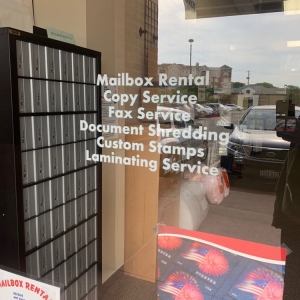 Mailbox Rental
Copy Service
Fax Service
Document Shredding
Custom Stamps
Laminating Service
MAILBOX RENTA